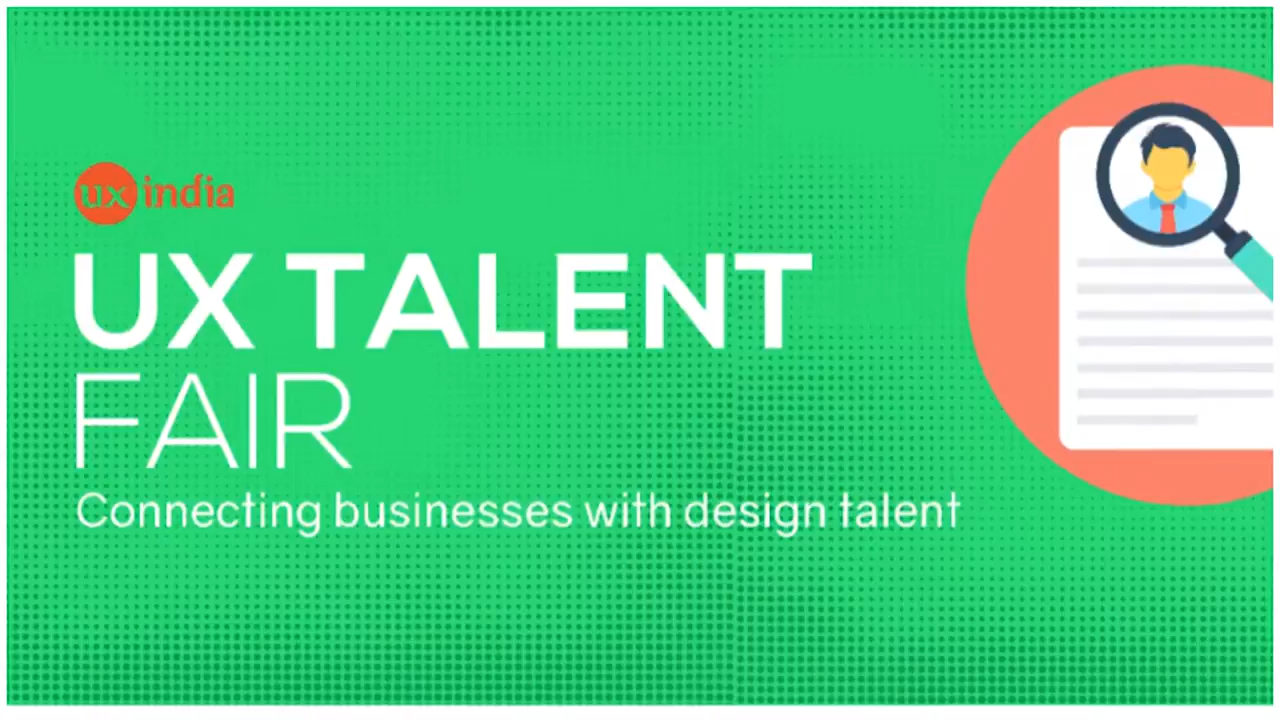 ux india
UX TALENT
FAIR
Connecting businesses with design talent